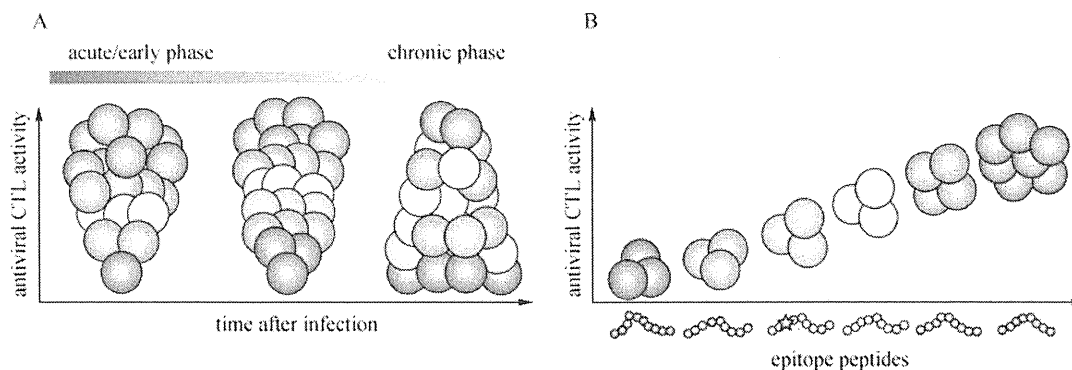 A
acute/early phase
chronic phase
antiviral CTL activity
time after infection
B
antiviral CTL activity
epitope peptides